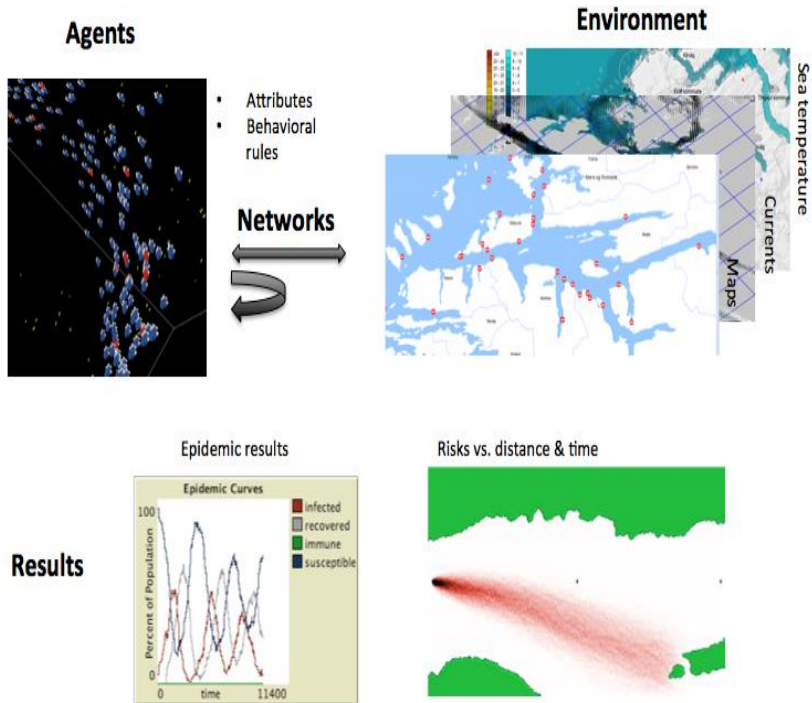 Agents
Environment
• Attributes
• Behavioral
rules
Networks
Sea temperature
Currents
Maps
Epidemic results
Risks vs. distance & time
Results
Epidemic Curves
Percent of Population
100
0
0
time
11400
infected
recovered
immune
susceptible